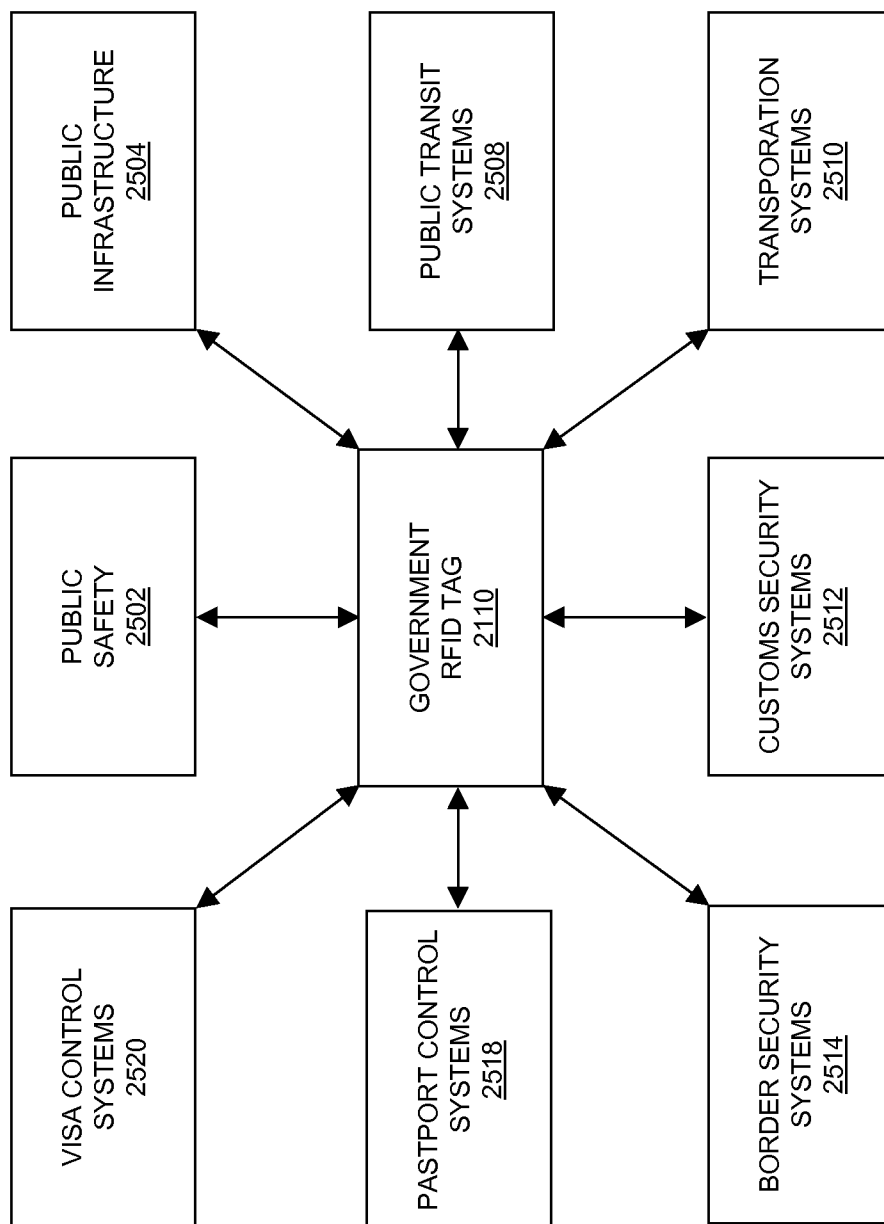 VISA CONTROL
SYSTEMS
2520
PUBLIC
SAFETY
2502
PUBLIC
INFRASTRUCTURE
2504
PASTPORT CONTROL
SYSTEMS
2518
GOVERNMENT
RFID TAG
2110
PUBLIC TRANSIT
SYSTEMS
2508
BORDER SECURITY
SYSTEMS
2514
CUSTOMS SECURITY
SYSTEMS
2512
TRANSPORATION
SYSTEMS
2510